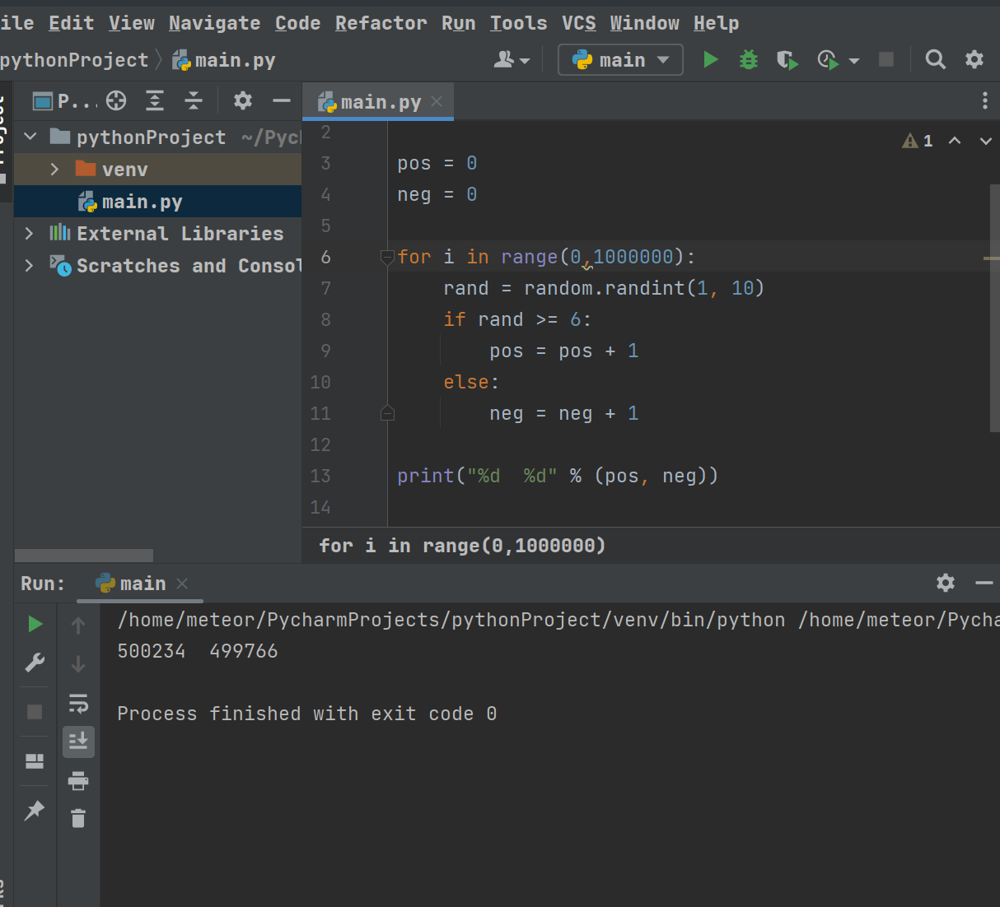 ile Edit View Navigate Code Refactor Run Tools VCS Window Help
pythonProject main.py main
Project
P... main.py
pythonProject ~/Pycl
venv
main.py
External Libraries
Scratches and Consol
1
2
3 pos = 0
4 neg = 0
5
6 for i in range(0,1000000):
7 rand = random.randint(1, 10)
8 if rand >= 6:
9 pos = pos + 1
10 else:
11 neg = neg + 1
12
13 print("%d  %d" % (pos, neg))
14
for i in range(0,1000000)
Run: main
/home/meteor/PycharmProjects/pythonProject/venv/bin/python /home/meteor/Pycha
500234  499766
Process finished with exit code 0